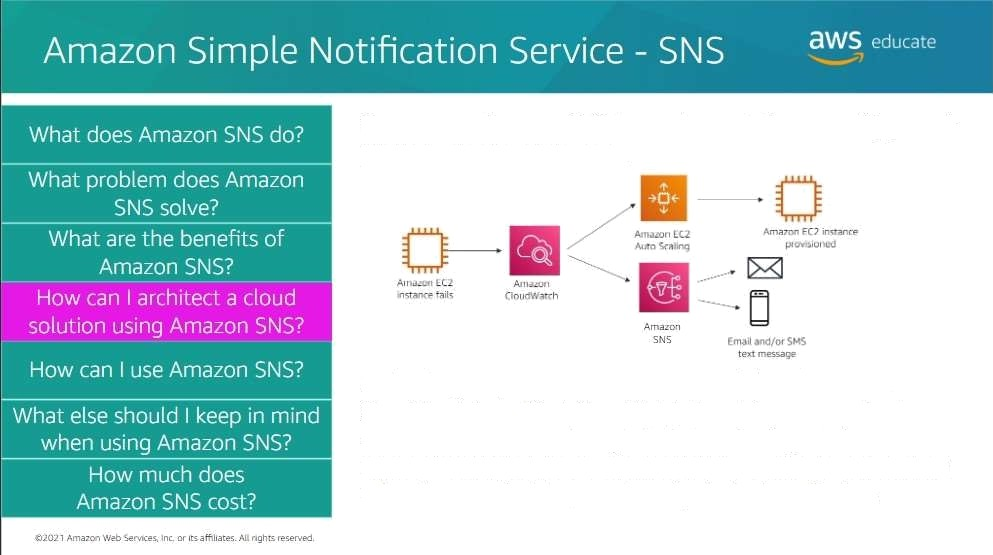 Amazon Simple Notification Service - SNS
aws educate
What does Amazon SNS do?
What problem does Amazon
SNS solve?
What are the benefits of
Amazon SNS?
How can I architect a cloud
solution using Amazon SNS?
How can I use Amazon SNS?
What else should I keep in mind
when using Amazon SNS?
How much does
Amazon SNS cost?
Amazon EC2
instance fails
Amazon
CloudWatch
Amazon EC2
Auto Scaling
Amazon EC2 instance
provisioned
Amazon
SNS
Email and/or SMS
text message
©2021 Amazon Web Services, Inc. or its affiliates. All rights reserved.